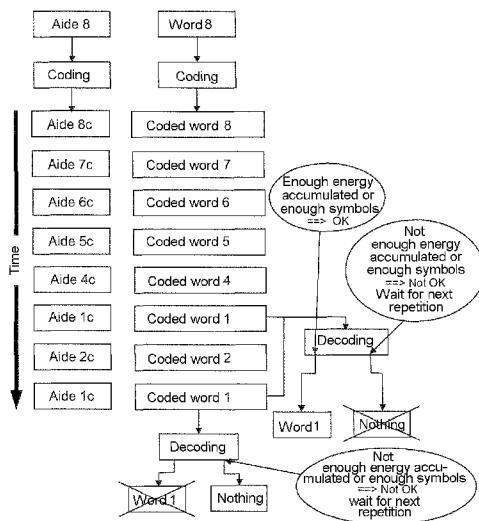 Aide 8
Word 8
Coding
Coding
Aide 8c
Coded word 8
Aide 7c
Coded word 7
Aide 6c
Coded word 6
Aide 5c
Coded word 5
Aide 4c
Coded word 4
Aide 1c
Coded word 1
Aide 2c
Coded word 2
Aide 1c
Coded word 1
Time
Enough energy
accumulated or
enough symbols
==> OK
Not
enough energy
accumulated or
enough symbols
==> Not OK
Wait for next
repetition
Decoding
Word1
Nothing
Decoding
Word 1
Nothing
Not
enough energy accu-
mulated or enough symbols
==> Not OK
wait for next
repetition